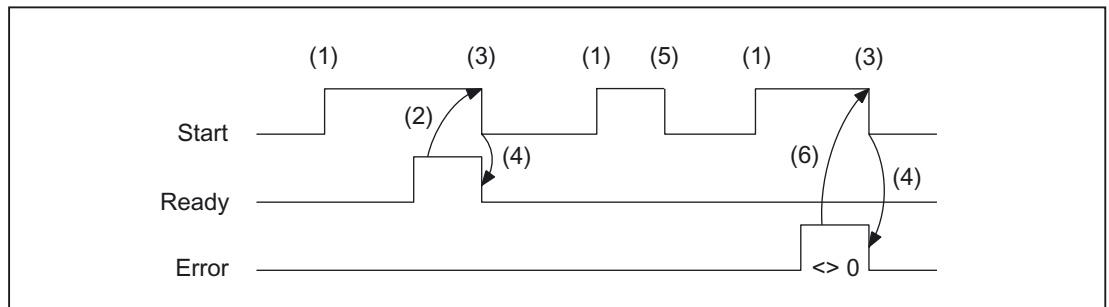 (1) (3) (1) (5) (1) (3)
Start (2) (4) (6) (4)
Ready
Error <> 0